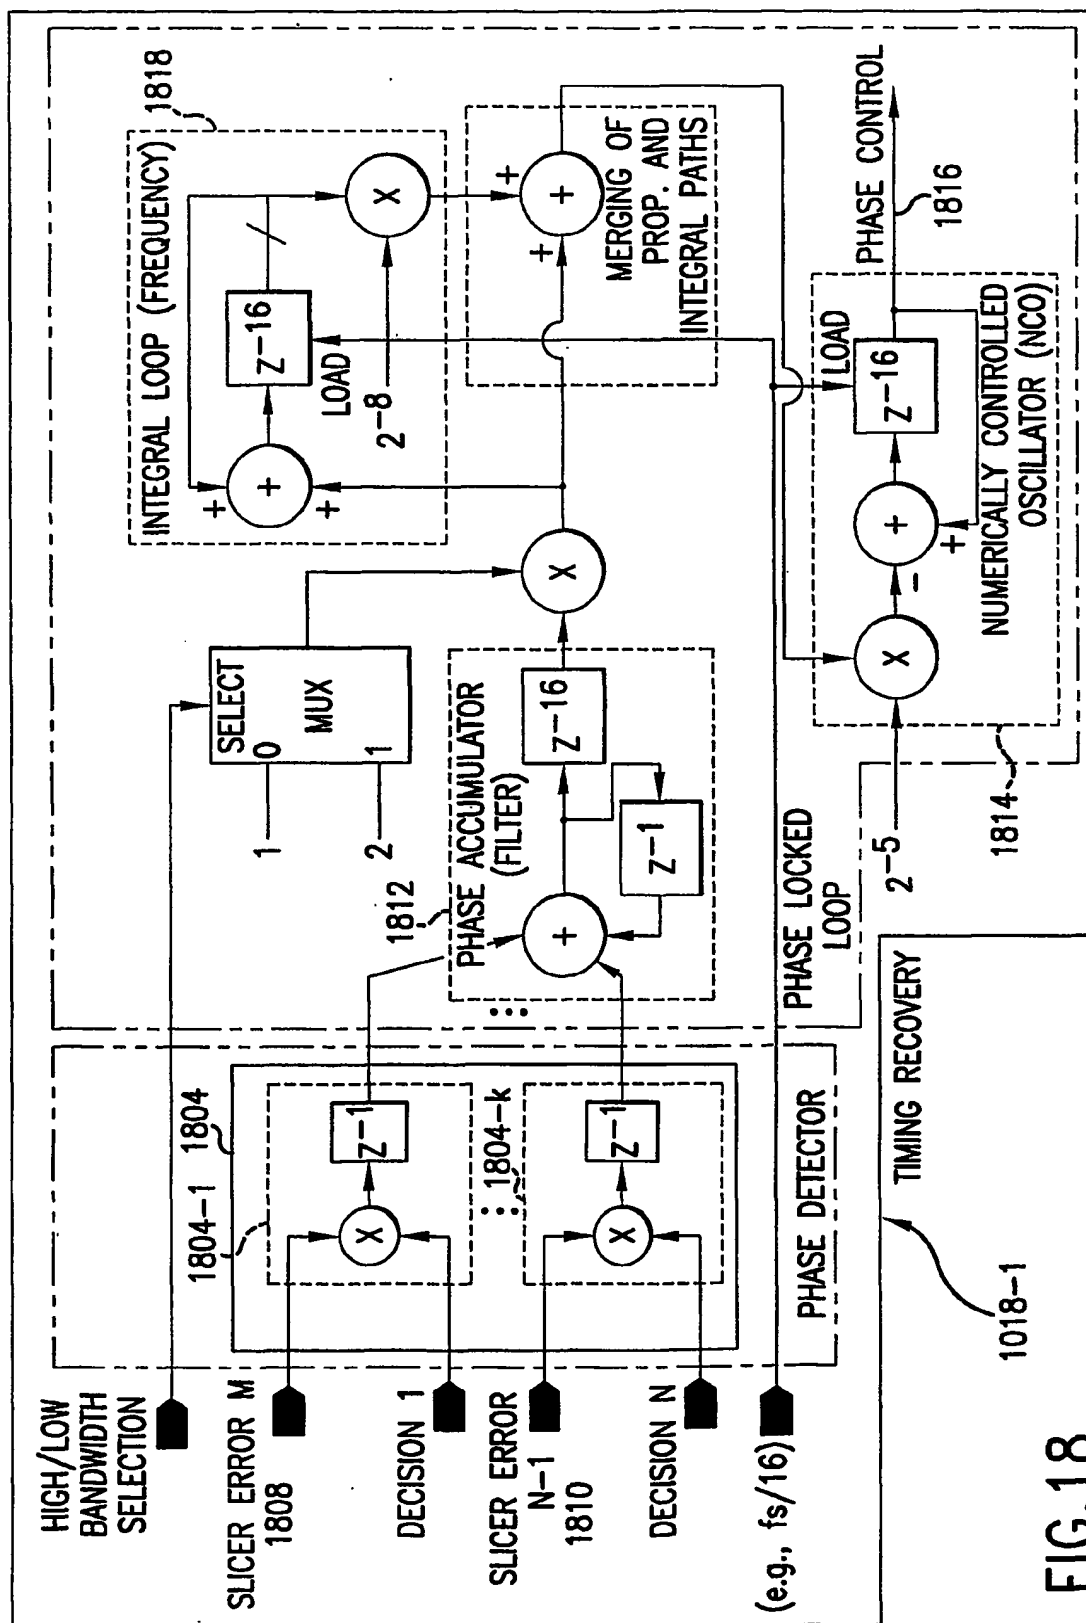 HIGH/LOW
BANDWIDTH
SELECTION
SLICER ERROR M
1808
DECISION 1
SLICER ERROR
N-1
1810
DECISION N
(e.g., fs/16)
1804
1804-1
X
Z-1
1804-k
X
Z-1
PHASE DETECTOR
SELECT
0
MUX
1
1
2
1812
PHASE ACCUMULATOR
(FILTER)
+
Z-16
Z-1
X
PHASE LOCKED
LOOP
INTEGRAL LOOP (FREQUENCY)
1818
+
+
+
Z-16
LOAD
2-8
X
+
+
+
MERGING OF
PROP. AND
INTEGRAL PATHS
2-5
1814
X
-
+
+
Z-16
LOAD
NUMERICALLY CONTROLLED
OSCILLATOR (NCO)
PHASE CONTROL
1816
TIMING RECOVERY
1018-1
FIG.18